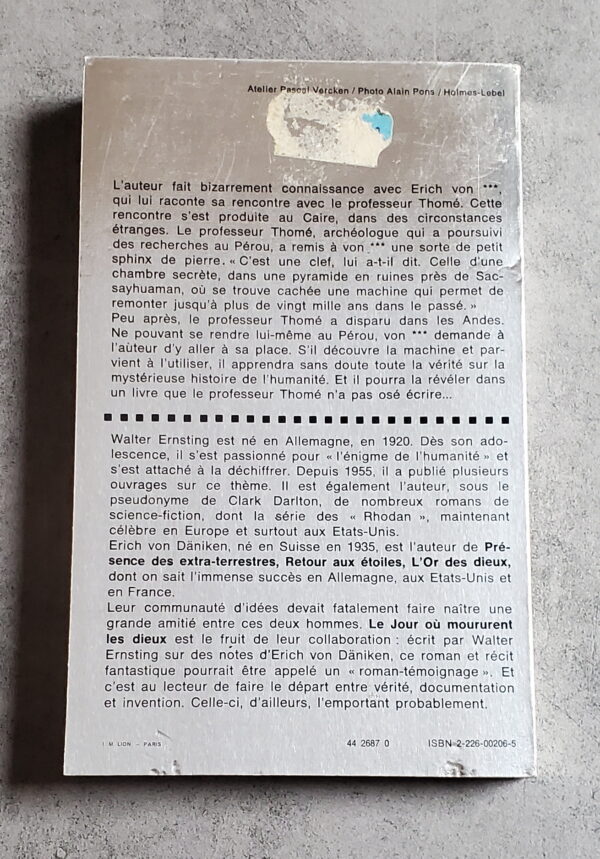 Atelier Pascal Vercken / Photo Alain Pons / Holmes-Lebel
L'auteur fait bizarrement connaissance avec Erich von ***,
qui lui raconte sa rencontre avec le professeur Thomé. Cette
rencontre s'est produite au Caire, dans des circonstances
étranges. Le professeur Thomé, archéologue qui a poursuivi
des recherches au Pérou, a remis à von *** une sorte de petit
sphinx de pierre. « C'est une clef, lui a-t-il dit. Celle d'une
chambre secrète, dans une pyramide en ruines près de Sac-
sayhuaman, où se trouve cachée une machine qui permet de
remonter jusqu'à plus de vingt mille ans dans le passé. »
Peu après, le professeur Thomé a disparu dans les Andes.
Ne pouvant se rendre lui-même au Pérou, von *** demande à
l'auteur d'y aller à sa place. S'il découvre la machine et par-
vient à l'utiliser, il apprendra sans doute toute la vérité sur la
mystérieuse histoire de l'humanité. Et il pourra la révéler dans
un livre que le professeur Thomé n'a pas osé écrire...
Walter Ernsting est né en Allemagne, en 1920. Dès son ado-
lescence, il s'est passionné pour « l'énigme de l'humanité » et
s'est attaché à la déchiffrer. Depuis 1955, il a publié plusieurs
ouvrages sur ce thème. Il est également l'auteur, sous le
pseudonyme de Clark Darlton, de nombreux romans de
science-fiction, dont la série des « Rhodan », maintenant
célèbre en Europe et surtout aux Etats-Unis.
Erich von Däniken, né en Suisse en 1935, est l'auteur de Pré-
sence des extra-terrestres, Retour aux étoiles, L'Or des dieux,
dont on sait l'immense succès en Allemagne, aux Etats-Unis et
en France.
Leur communauté d'idées devait fatalement faire naître une
grande amitié entre ces deux hommes. Le Jour où moururent
les dieux est le fruit de leur collaboration : écrit par Walter
Ernsting sur des notes d'Erich von Däniken, ce roman et récit
fantastique pourrait être appelé un « roman-témoignage ». Et
c'est au lecteur de faire le départ entre vérité, documentation
et invention. Celle-ci, d'ailleurs, l'emportant probablement.
I. M. LION - PARIS 44 2687 0 ISBN 2-226-00206-5